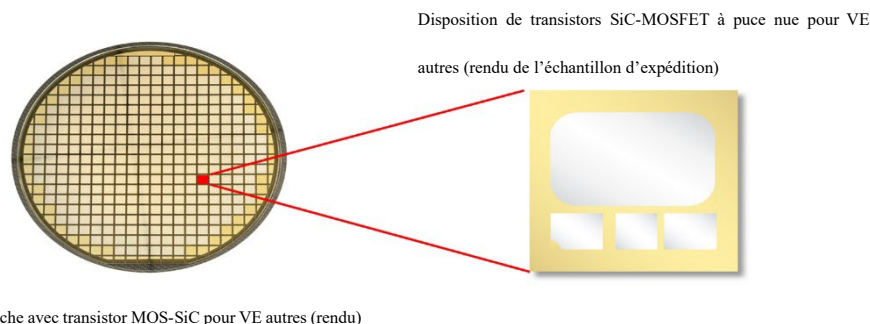 Disposition de transistors SiC-MOSFET à puce nue pour VE
autres (rendu de l’échantillon d’expédition)
che avec transistor MOS-SiC pour VE autres (rendu)